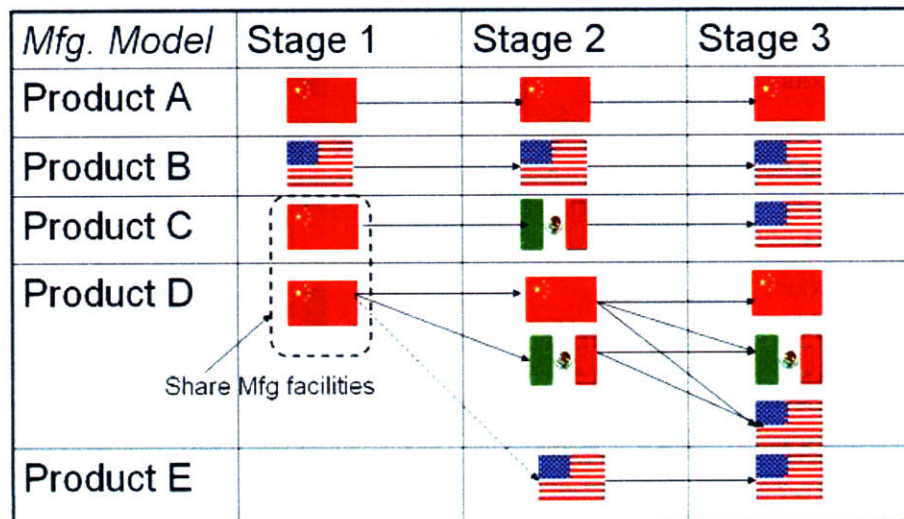 Mfg. Model Stage 1 Stage 2 Stage 3
Product A
Product B
Product C
Product D
Share Mfg facilities
Product E